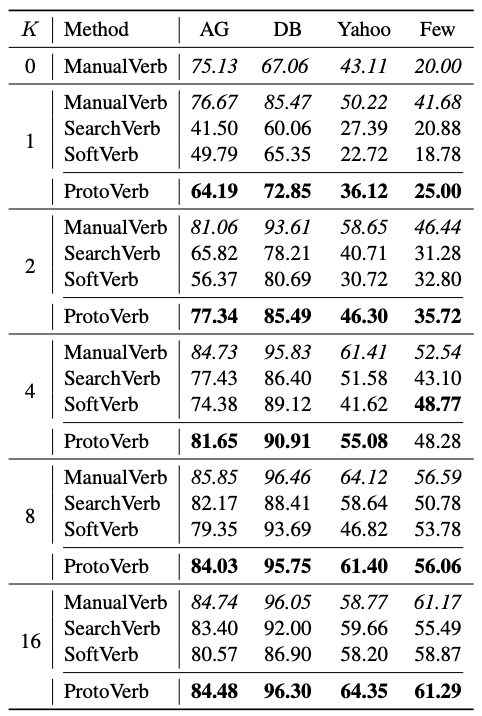 K Method AG DB Yahoo Few
0 ManualVerb 75.13 67.06 43.11 20.00
ManualVerb 76.67 85.47 50.22 41.68
SearchVerb 41.50 60.06 27.39 20.88
1
SoftVerb 49.79 65.35 22.72 18.78
ProtoVerb 64.19 72.85 36.12 25.00
ManualVerb 81.06 93.61 58.65 46.44
SearchVerb 65.82 78.21 40.71 31.28
2
SoftVerb 56.37 80.69 30.72 32.80
ProtoVerb 77.34 85.49 46.30 35.72
ManualVerb 84.73 95.83 61.41 52.54
SearchVerb 77.43 86.40 51.58 43.10
4
SoftVerb 74.38 89.12 41.62 48.77
ProtoVerb 81.65 90.91 55.08 48.28
ManualVerb 85.85 96.46 64.12 56.59
SearchVerb 82.17 88.41 58.64 50.78
8
SoftVerb 79.35 93.69 46.82 53.78
ProtoVerb 84.03 95.75 61.40 56.06
ManualVerb 84.74 96.05 58.77 61.17
SearchVerb 83.40 92.00 59.66 55.49
16
SoftVerb 80.57 86.90 58.20 58.87
ProtoVerb 84.48 96.30 64.35 61.29